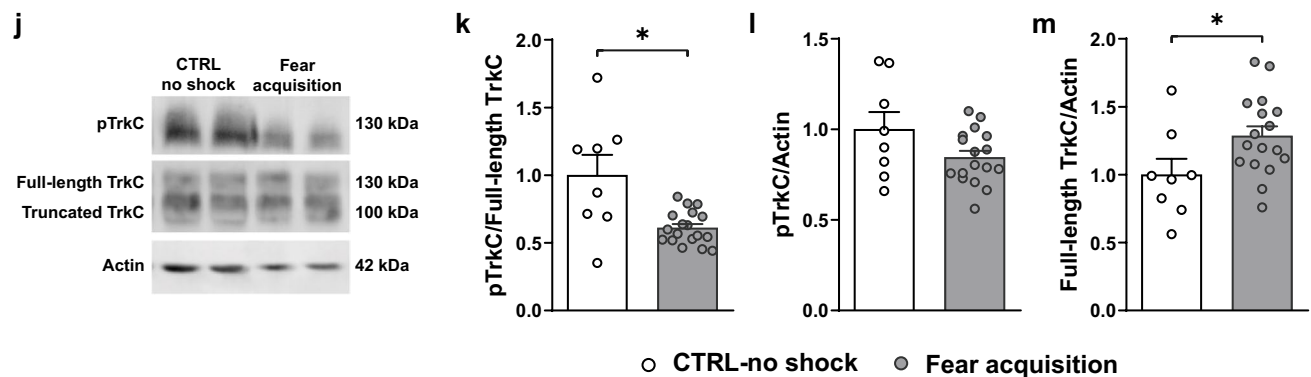 j
CTRL
no shock
Fear
acquisition
pTrkC
130 kDa
Full-length TrkC
130 kDa
Truncated TrkC
100 kDa
Actin
42 kDa
k
pTrkC/Full-length TrkC
2.0
1.5
1.0
0.5
0.0
*
l
pTrkC/Actin
1.5
1.0
0.5
0.0
m
Full-length TrkC/Actin
2.0
1.5
1.0
0.5
0.0
*
CTRL-no shock
Fear acquisition